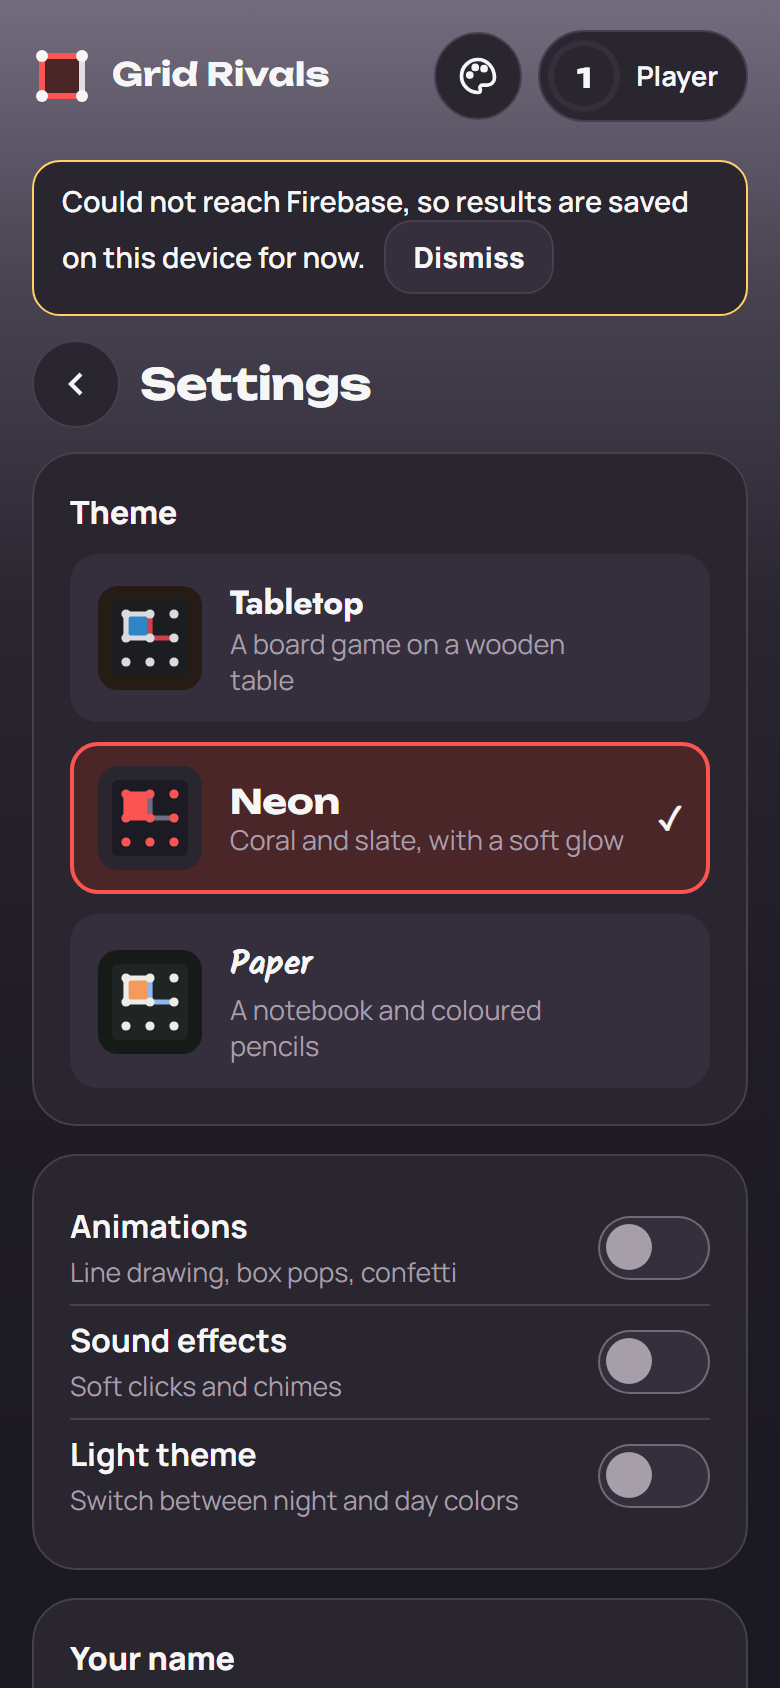 Grid Rivals
1 Player
Could not reach Firebase, so results are saved
on this device for now. Dismiss
Settings
Theme
Tabletop
A board game on a wooden
table
Neon
Coral and slate, with a soft glow
Paper
A notebook and coloured
pencils
Animations
Line drawing, box pops, confetti
Sound effects
Soft clicks and chimes
Light theme
Switch between night and day colors
Your name